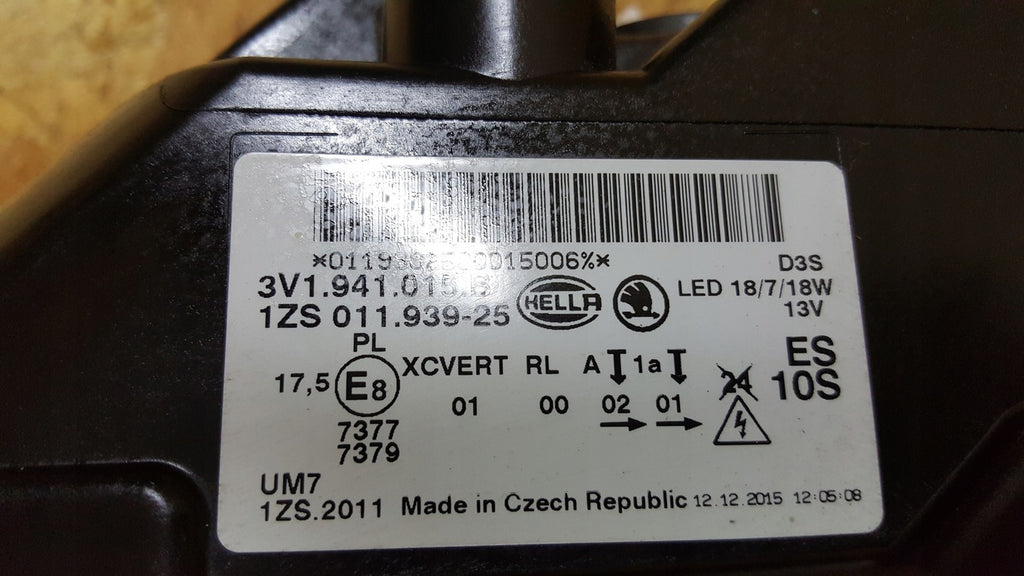 D3S
3V1.941.015.B HELLA LED 18/7/18W
1ZS 011.939-25 13V
PL
17,5 E8 XCVERT RL A 1a 24 ES
01 00 02 01 10S
7377
7379
UM7
1ZS.2011 Made in Czech Republic 12.12.2015 12:05:08